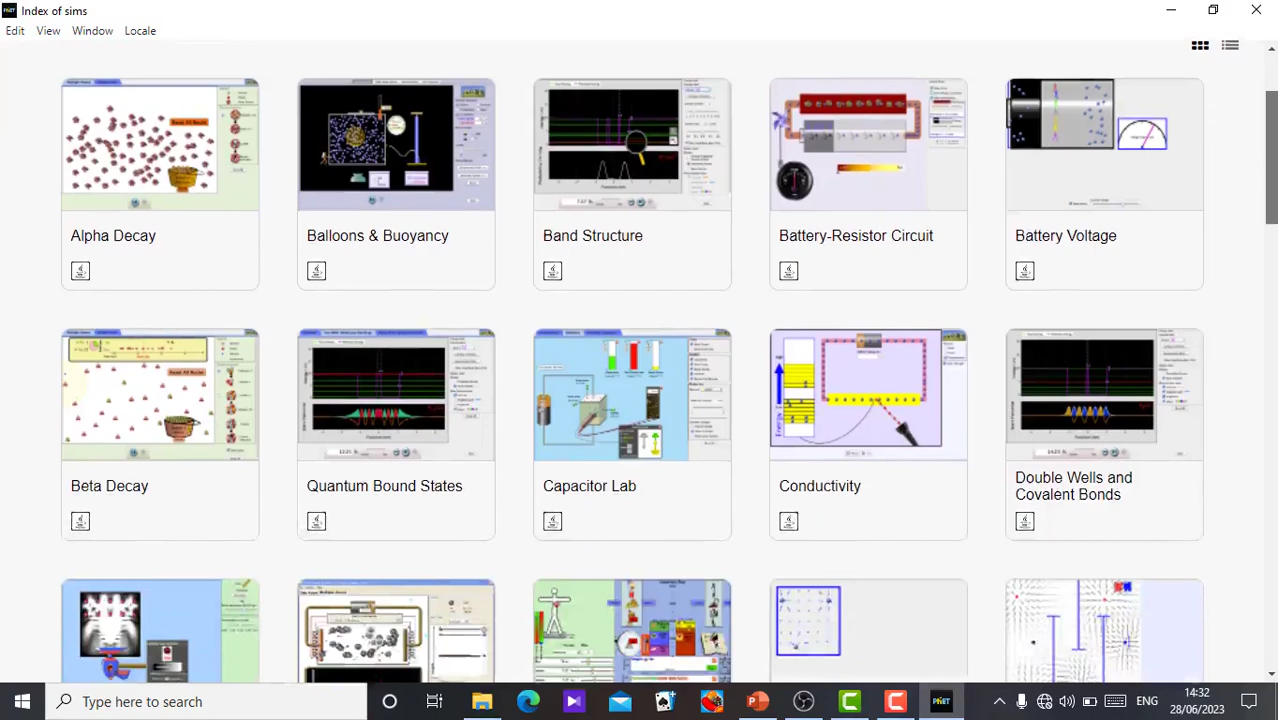 Index of sims
Edit View Window Locale
Alpha Decay
Balloons & Buoyancy
Band Structure
Battery-Resistor Circuit
Battery Voltage
Beta Decay
Quantum Bound States
Capacitor Lab
Conductivity
Double Wells and
Covalent Bonds
Type here to search
ENG
14:32
28/06/2023